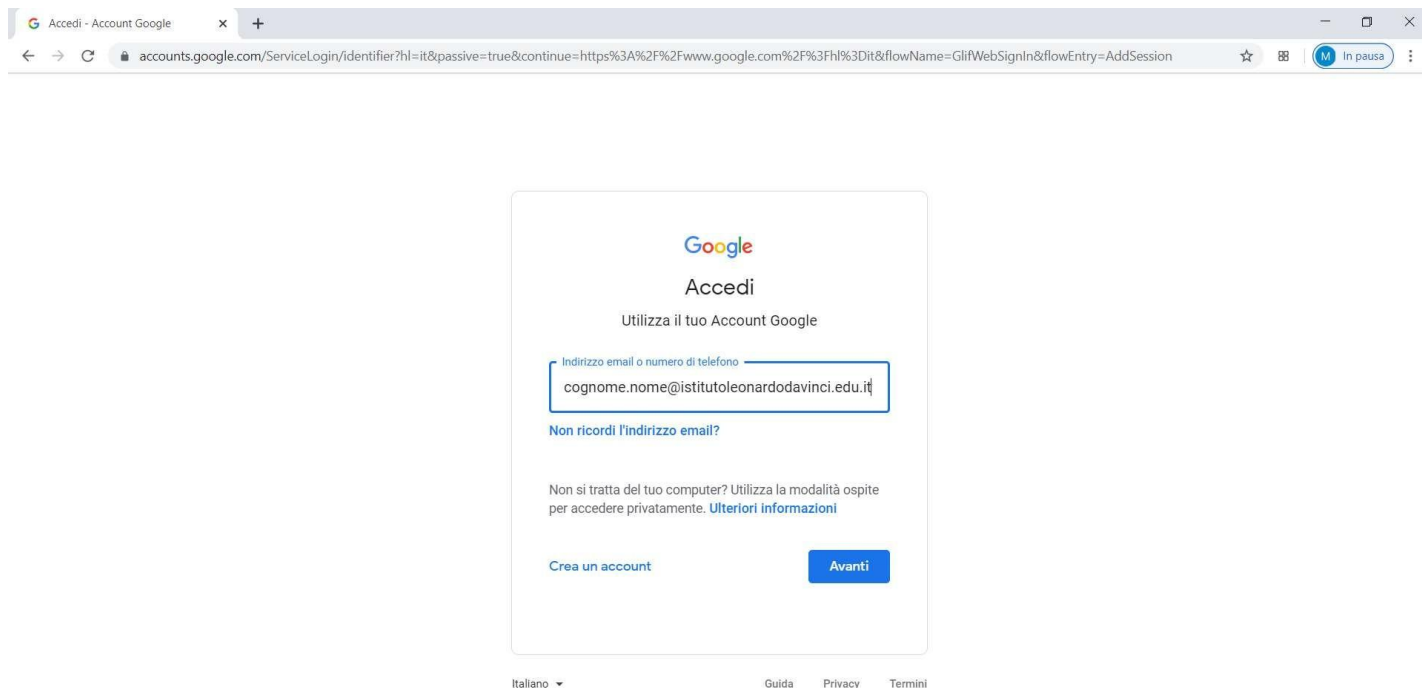 Accedi - Account Google
accounts.google.com/ServiceLogin/identifier?hl=it&passive=true&continue=https%3A%2F%2Fwww.google.com%2F%3Fhl%3Dit&flowName=GlifWebSignIn&flowEntry=AddSession
M In pausa
Google
Accedi
Utilizza il tuo Account Google
Indirizzo email o numero di telefono
cognome.nome@istitutoleonardodavinci.edu.it
Non ricordi l'indirizzo email?
Non si tratta del tuo computer? Utilizza la modalità ospite
per accedere privatamente. Ulteriori informazioni
Crea un account Avanti
Italiano Guida Privacy Termini